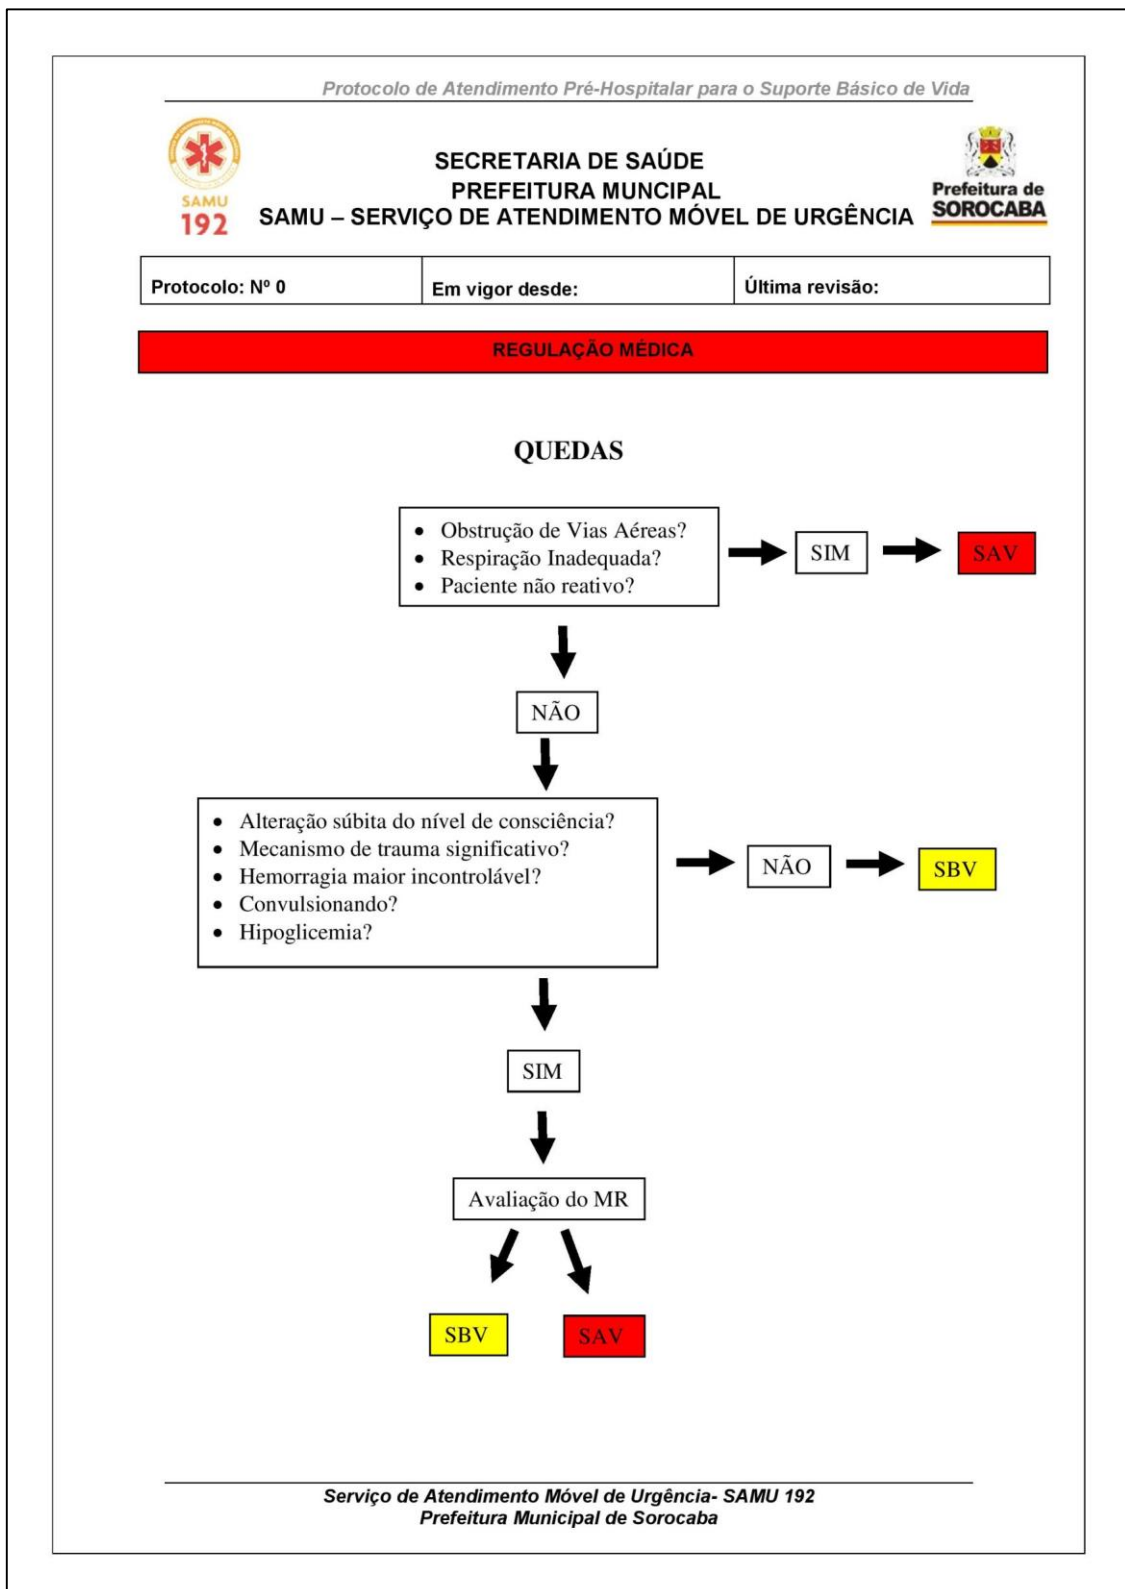 Protocolo de Atendimento Pré-Hospitalar para o Suporte Básico de Vida
SAMU
192
SECRETARIA DE SAÚDE
PREFEITURA MUNCIPAL
SAMU – SERVIÇO DE ATENDIMENTO MÓVEL DE URGÊNCIA
Prefeitura de
SOROCABA
Protocolo: Nº 0
Em vigor desde:
Última revisão:
REGULAÇÃO MÉDICA
QUEDAS
• Obstrução de Vias Aéreas?
• Respiração Inadequada?
• Paciente não reativo?
SIM
SAV
NÃO
• Alteração súbita do nível de consciência?
• Mecanismo de trauma significativo?
• Hemorragia maior incontrolável?
• Convulsionando?
• Hipoglicemia?
NÃO
SBV
SIM
Avaliação do MR
SBV
SAV
Serviço de Atendimento Móvel de Urgência- SAMU 192
Prefeitura Municipal de Sorocaba